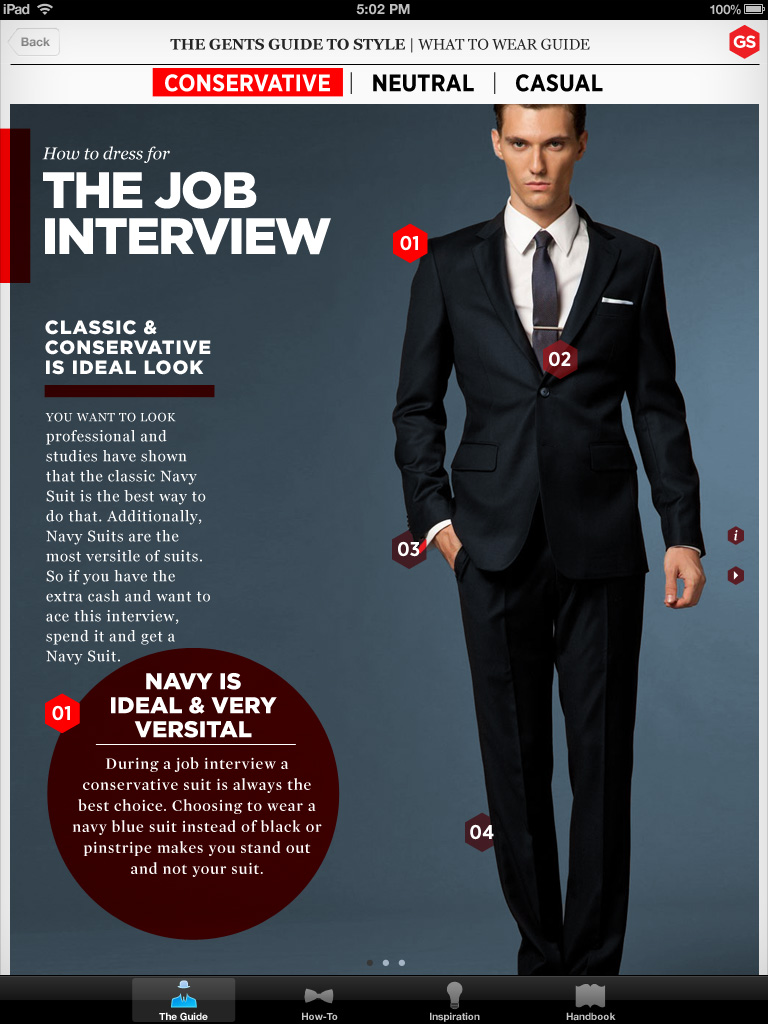 iPad 5:02 PM 100%
Back
THE GENTS GUIDE TO STYLE | WHAT TO WEAR GUIDE
GS
CONSERVATIVE | NEUTRAL | CASUAL
How to dress for
THE JOB
INTERVIEW
01
CLASSIC &
CONSERVATIVE
IS IDEAL LOOK
02
YOU WANT TO LOOK
professional and
studies have shown
that the classic Navy
Suit is the best way to
do that. Additionally,
Navy Suits are the
most versitle of suits.
So if you have the
extra cash and want to
ace this interview,
spend it and get a
Navy Suit.
03
i
01
NAVY IS
IDEAL & VERY
VERSITAL
During a job interview a
conservative suit is always the
best choice. Choosing to wear a
navy blue suit instead of black or
pinstripe makes you stand out
and not your suit.
04
The Guide How-To Inspiration Handbook